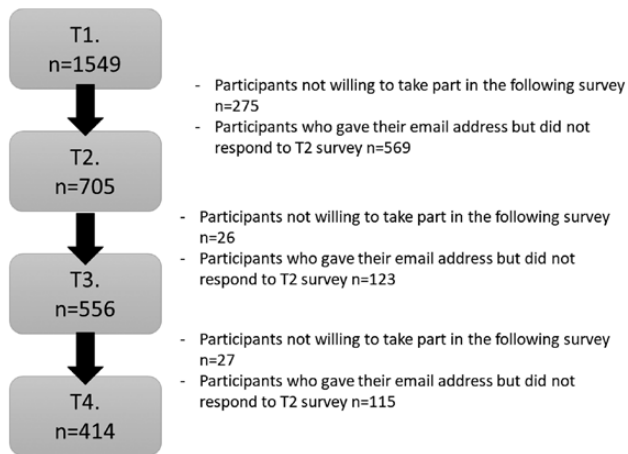 T1.
n=1549
- Participants not willing to take part in the following survey
n=275
- Participants who gave their email address but did not
respond to T2 survey n=569
T2.
n=705
- Participants not willing to take part in the following survey
n=26
- Participants who gave their email address but did not
respond to T2 survey n=123
T3.
n=556
- Participants not willing to take part in the following survey
n=27
- Participants who gave their email address but did not
respond to T2 survey n=115
T4.
n=414